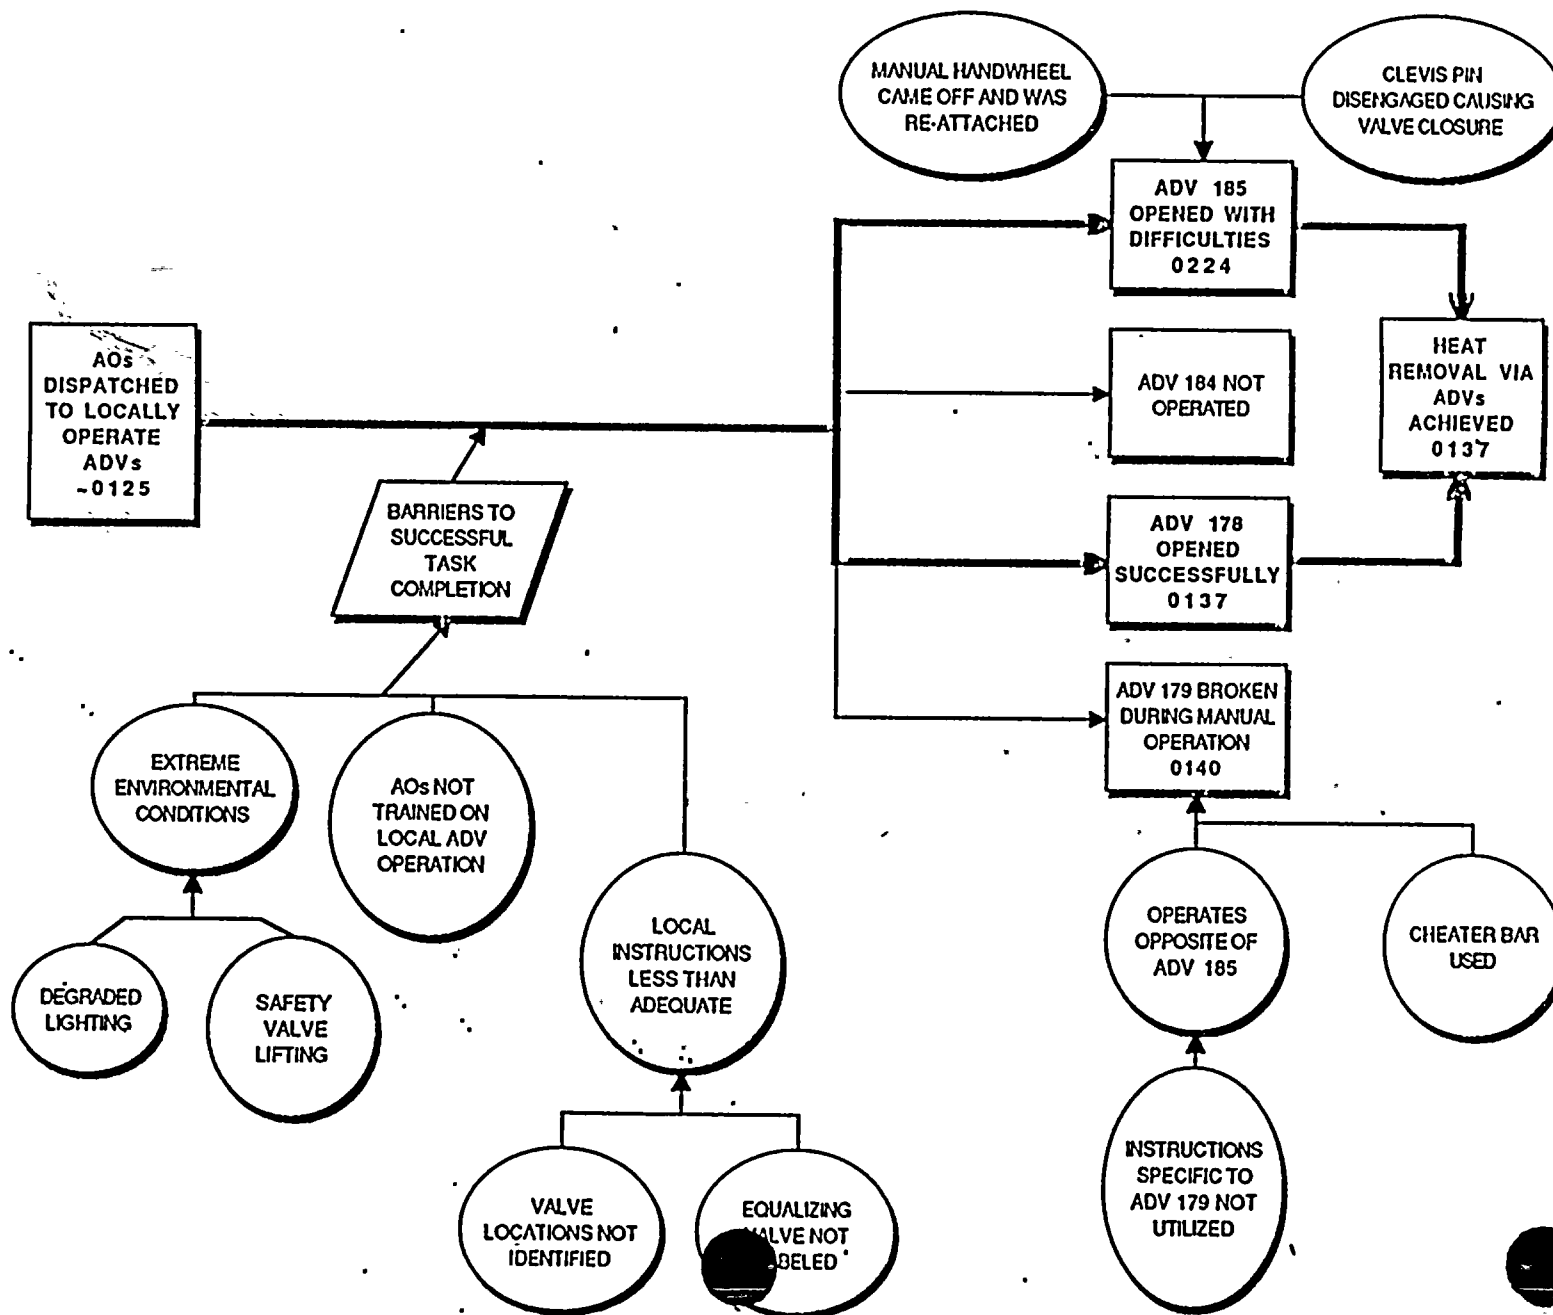 MANUAL HANDWHEEL
CAME OFF AND WAS
RE-ATTACHED
CLEVIS PIN
DISENGAGED CAUSING
VALVE CLOSURE
ADV 185
OPENED WITH
DIFFICULTIES
0224
AOs
DISPATCHED
TO LOCALLY
OPERATE
ADVs
~0125
ADV 184 NOT
OPERATED
HEAT
REMOVAL VIA
ADVs
ACHIEVED
0137
BARRIERS TO
SUCCESSFUL
TASK
COMPLETION
ADV 178
OPENED
SUCCESSFULLY
0137
ADV 179 BROKEN
DURING MANUAL
OPERATION
0140
EXTREME
ENVIRONMENTAL
CONDITIONS
AOs NOT
TRAINED ON
LOCAL ADV
OPERATION
LOCAL
INSTRUCTIONS
LESS THAN
ADEQUATE
OPERATES
OPPOSITE OF
ADV 185
CHEATER BAR
USED
DEGRADED
LIGHTING
SAFETY
VALVE
LIFTING
VALVE
LOCATIONS NOT
IDENTIFIED
EQUALIZING
VALVE NOT
INSTRUCTIONS
SPECIFIC TO
ADV 179 NOT
UTILIZED